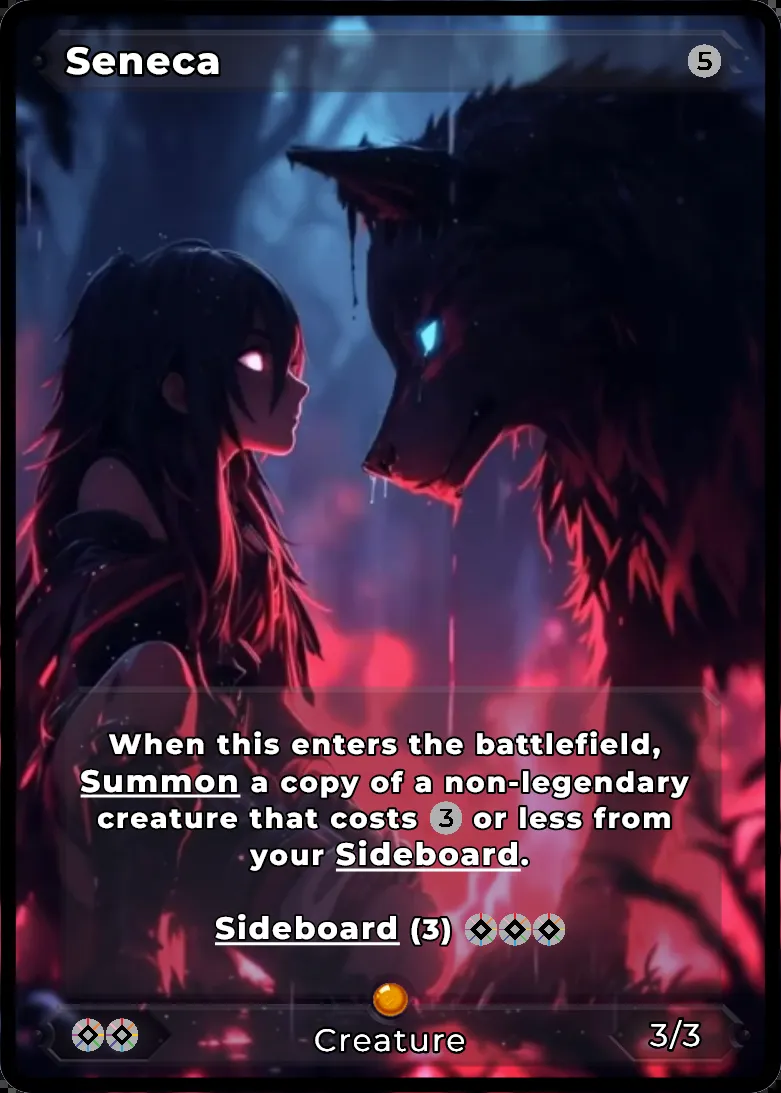 Seneca
5
When this enters the battlefield,
Summon a copy of a non-legendary
creature that costs 3 or less from
your Sideboard.
Sideboard (3)
Creature
3/3